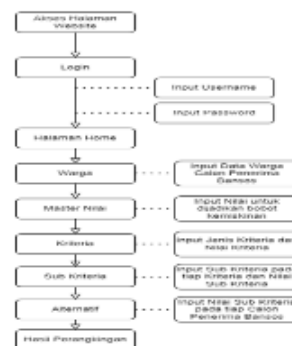 Akses Halaman
Website
Login
Input Username
Input Password
Halaman Home
Warga
Input Data Warga
Calon Penerima
Bansos
Master Nilai
Input Nilai untuk
dijadikan bobot
kemiskinan
Kriteria
Input Jenis Kriteria dan
Nilai Kriteria
Sub Kriteria
Input Sub Kriteria pada
tiap Kriteria dan Nilai
Sub Kriteria
Alternatif
Input Nilai Sub Kriteria
pada tiap Calon
Penerima Bansos
Hasil Perangkingan